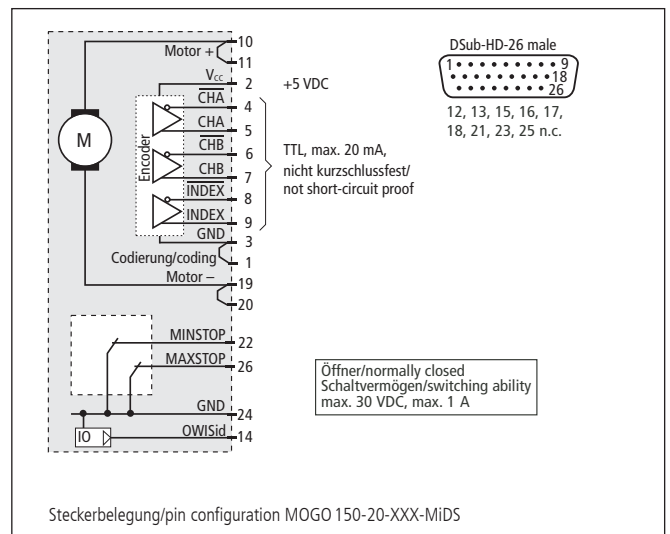 10
Motor +
11
Vcc
2
+5 VDC
CHA
4
CHA
5
CHB
6
CHB
7
INDEX
8
INDEX
9
GND
3
Codierung/coding
1
Motor –
19
20
M
Encoder
TTL, max. 20 mA,
nicht kurzschlussfest/
not short-circuit proof
DSub-HD-26 male
1
9
18
26
12, 13, 15, 16, 17,
18, 21, 23, 25 n.c.
MINSTOP
22
MAXSTOP
26
GND
24
IO
OWISid
14
Öffner/normally closed
Schaltvermögen/switching ability
max. 30 VDC, max. 1 A
Steckerbelegung/pin configuration MOGO 150-20-XXX-MiDS